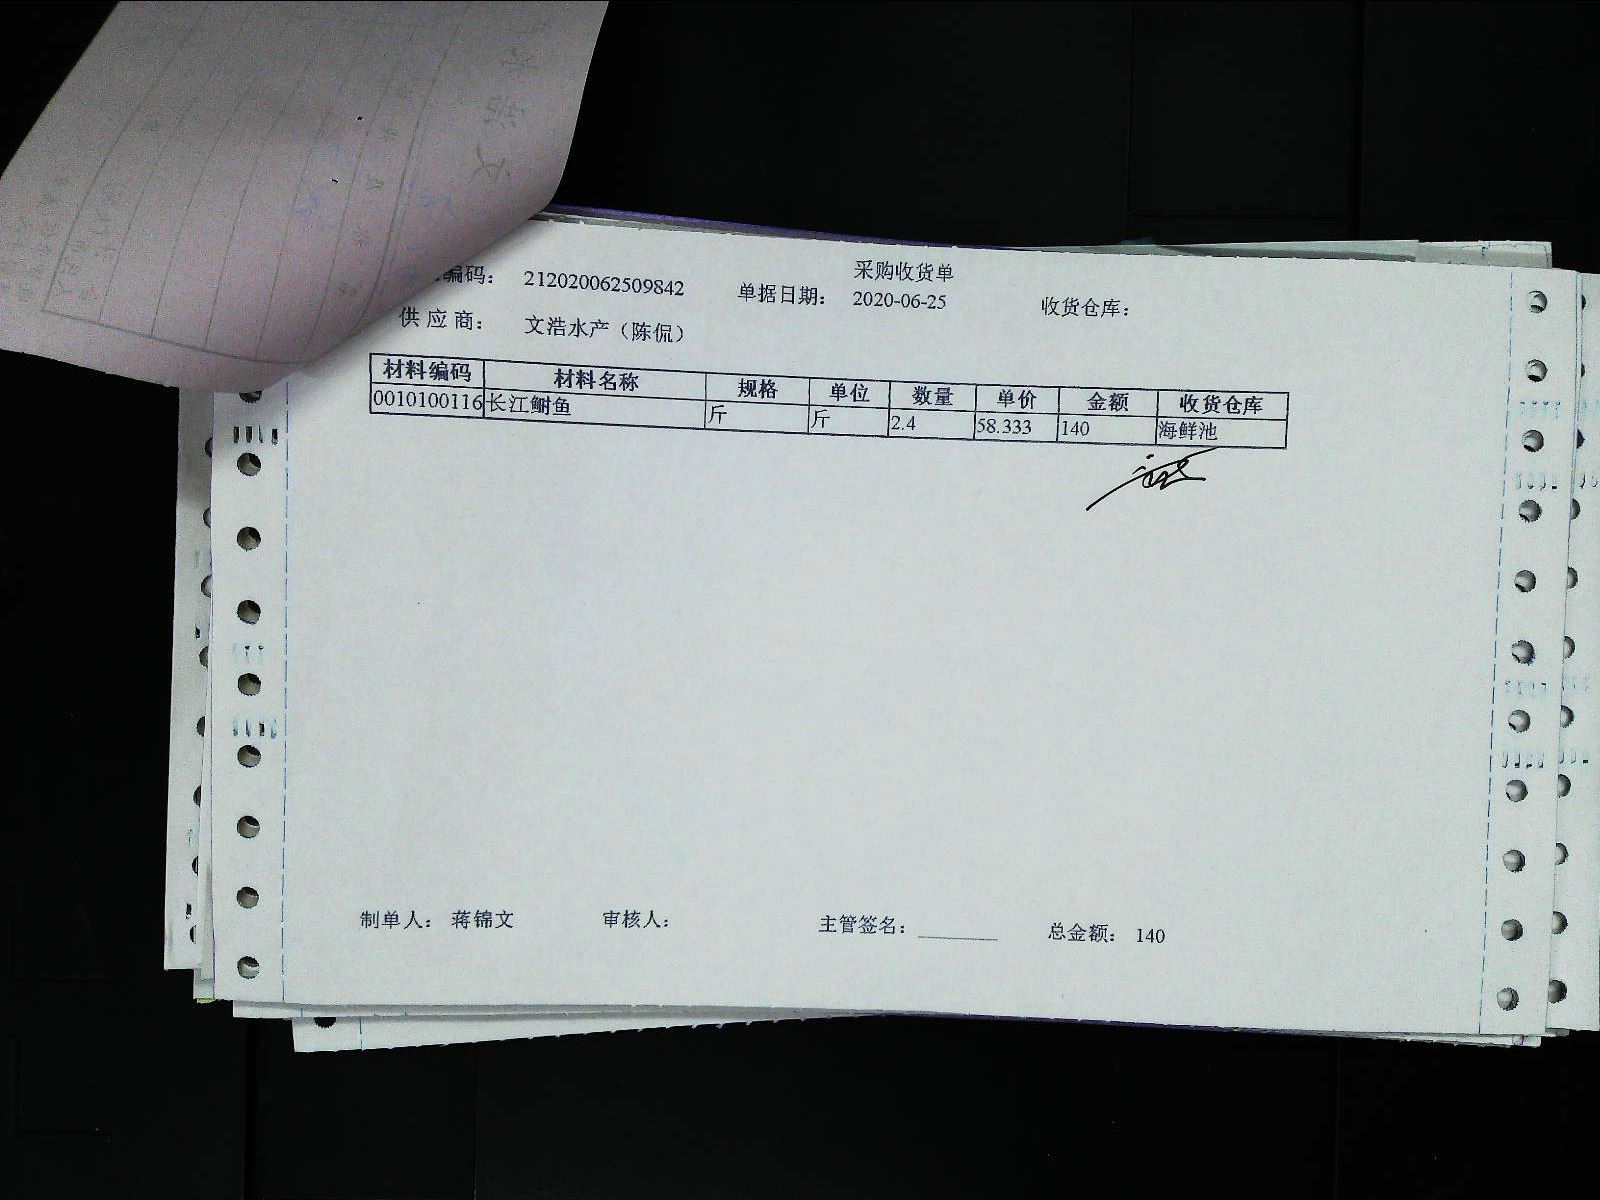 采购收货单
编码： 212020062509842 单据日期： 2020-06-25 收货仓库：
供 应 商： 文浩水产（陈侃）
材料编码 材料名称 规格 单位 数量 单价 金额 收货仓库
0010100116 长江鲥鱼 斤 斤 2.4 58.333 140 海鲜池
制单人： 蒋锦文 审核人： 主管签名： 总金额： 140